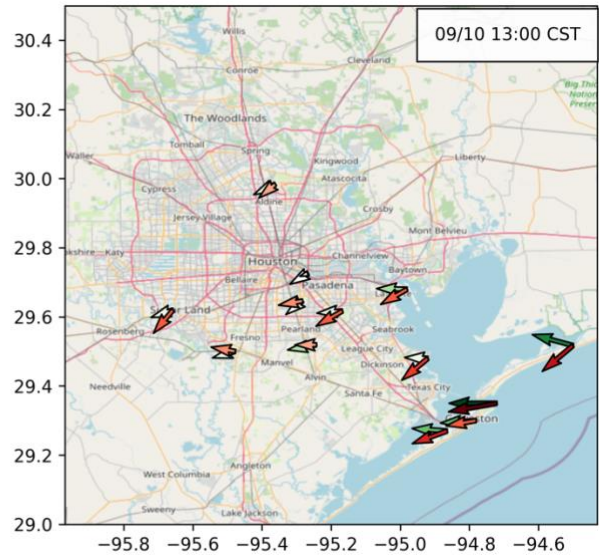 09/10 13:00 CST
30.4
30.2
30.0
29.8
29.6
29.4
29.2
29.0
−95.8
−95.6
−95.4
−95.2
−95.0
−94.8
−94.6
Willis
Conroe
Cleveland
The Woodlands
Tomball
Spring
Waller
Kingwood
Liberty
Cypress
Aldine
Atascocita
Jersey Village
Crosby
Mont Belvieu
Katy
Houston
Channelview
Baytown
Bellaire
Pasadena
Land
Rosenberg
Fresno
Pearland
Seabrook
League City
Manvel
Dickinson
Alvin
Needville
Santa Fe
Texas City
Angleton
West Columbia
Sweeny
Lake Jackson